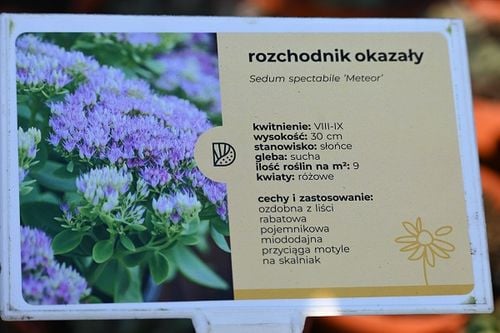 rozchodnik okazały
Sedum spectabile 'Meteor'
kwitnienie: VIII-IX
wysokość: 30 cm
stanowisko: słońce
gleba: sucha
ilość roślin na m²: 9
kwiaty: różowe
cechy i zastosowanie:
ozdobna z liści
rabatowa
pojemnikowa
miododajna
przyciąga motyle
na skalniak